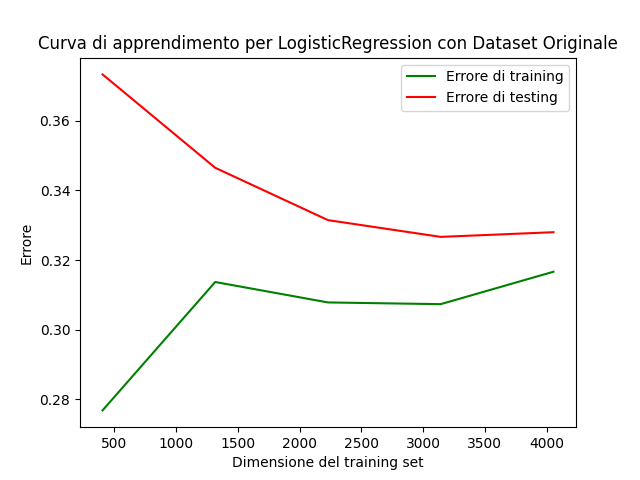 Curva di apprendimento per LogisticRegression con Dataset Originale
Errore di training
Errore di testing
0.36
0.34
0.32
0.30
0.28
Errore
500 1000 1500 2000 2500 3000 3500 4000
Dimensione del training set